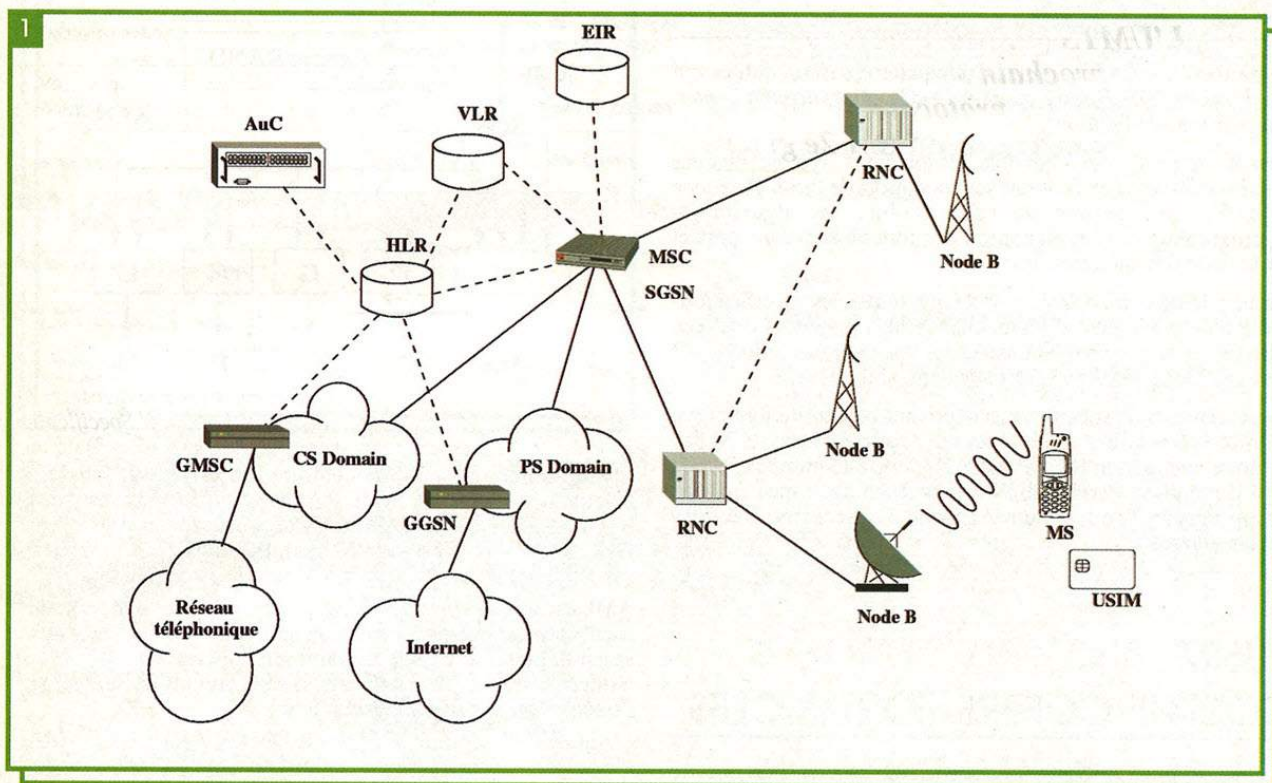 1
EIR
VLR
AuC
RNC
HLR
MSC
SGSN
Node B
CS Domain
PS Domain
GMSC
GGSN
RNC
Node B
MS
USIM
Réseau
téléphonique
Internet
Node B